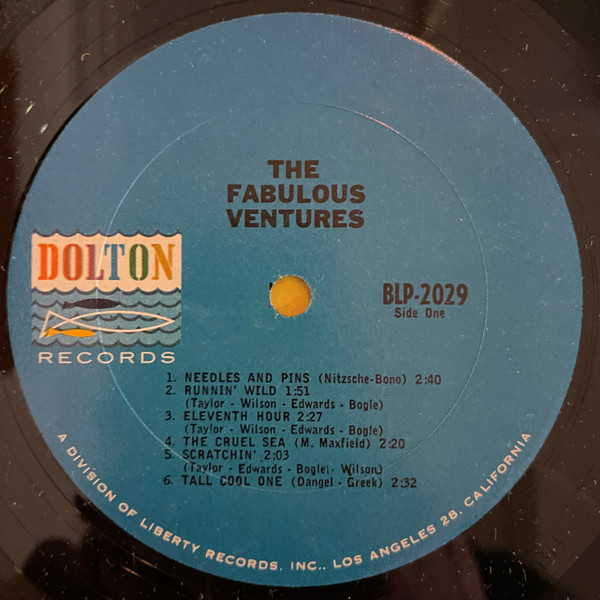 THE
FABULOUS
VENTURES
DOLTON
RECORDS
BLP-2029
Side One
1. NEEDLES AND PINS (Nitzsche-Bono) 2:40
2. RUNNIN' WILD 1:51
(Taylor - Wilson - Edwards - Bogle)
3. ELEVENTH HOUR 2:27
(Taylor - Wilson - Edwards - Bogle)
4. THE CRUEL SEA (M. Maxfield) 2:20
5. SCRATCHIN' 2:03
(Taylor - Edwards - Bogle - Wilson)
6. TALL COOL ONE (Dangel - Greek) 2:32
A DIVISION OF LIBERTY RECORDS, INC., LOS ANGELES 28, CALIFORNIA